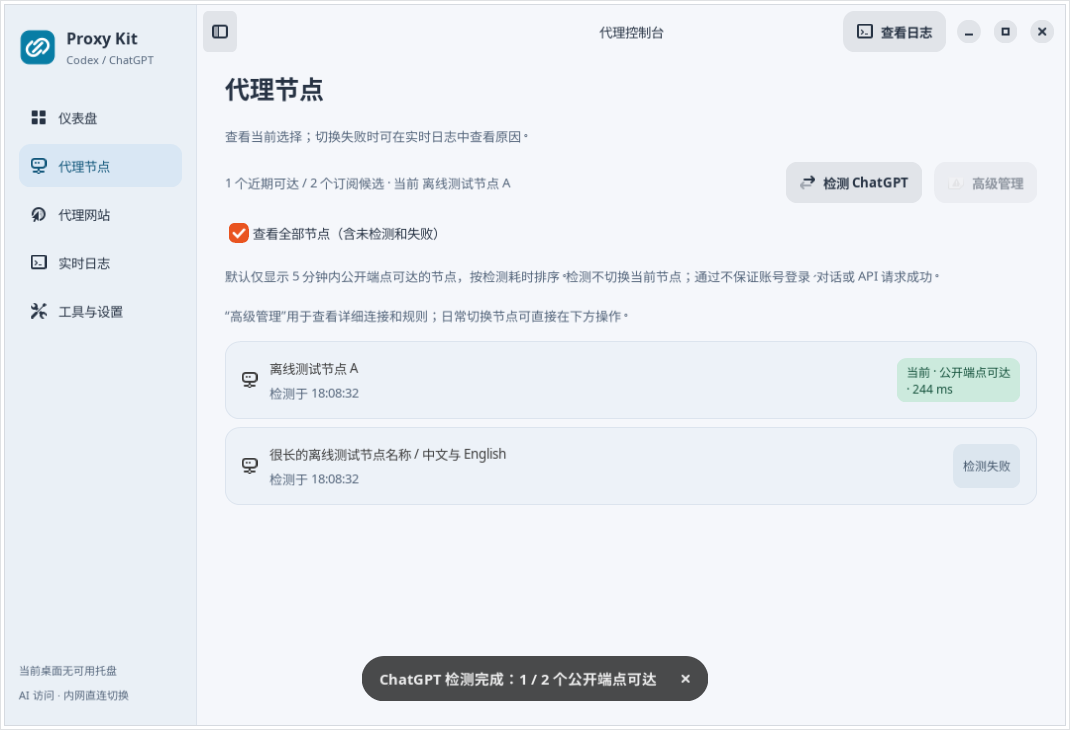 Proxy Kit
Codex / ChatGPT
代理控制台
查看日志
仪表盘
代理节点
代理网站
实时日志
工具与设置
代理节点
查看当前选择；切换失败时可在实时日志中查看原因。
1 个近期可达 / 2 个订阅候选 · 当前 离线测试节点 A
检测 ChatGPT
高级管理
查看全部节点（含未检测和失败）
默认仅显示 5 分钟内公开端点可达的节点，按检测耗时排序。检测不切换当前节点；通过不保证账号登录、对话或 API 请求成功。
“高级管理”用于查看详细连接和规则；日常切换节点可直接在下方操作。
离线测试节点 A
检测于 18:08:32
当前 · 公开端点可达
· 244 ms
很长的离线测试节点名称 / 中文与 English
检测于 18:08:32
检测失败
ChatGPT 检测完成：1 / 2 个公开端点可达
当前桌面无可用托盘
AI 访问 · 内网直连切换